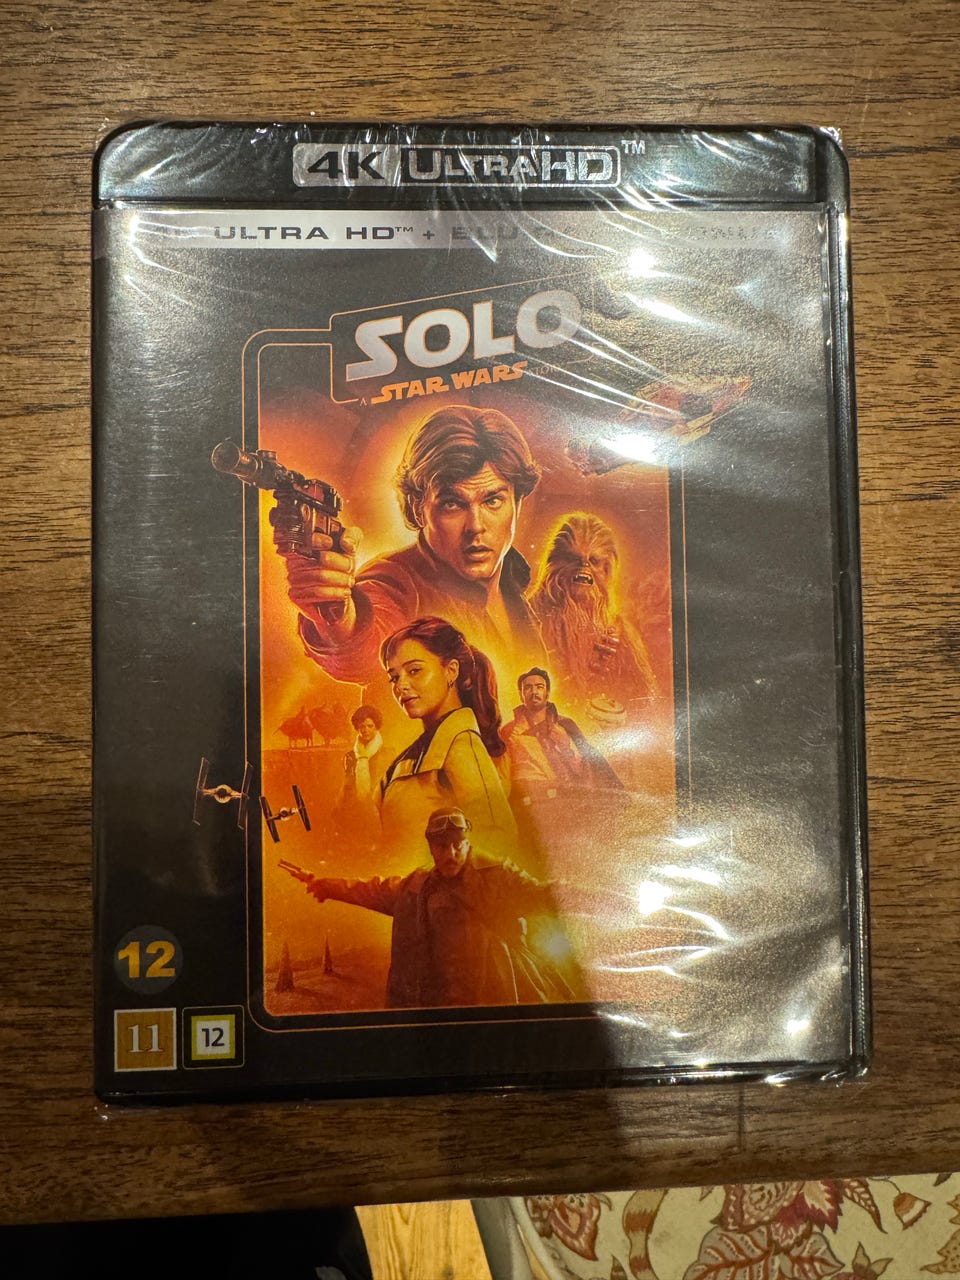 4K ULTRA HD™
ULTRA HD™ +
SOLO
A STAR WARS STORY
12
11
12